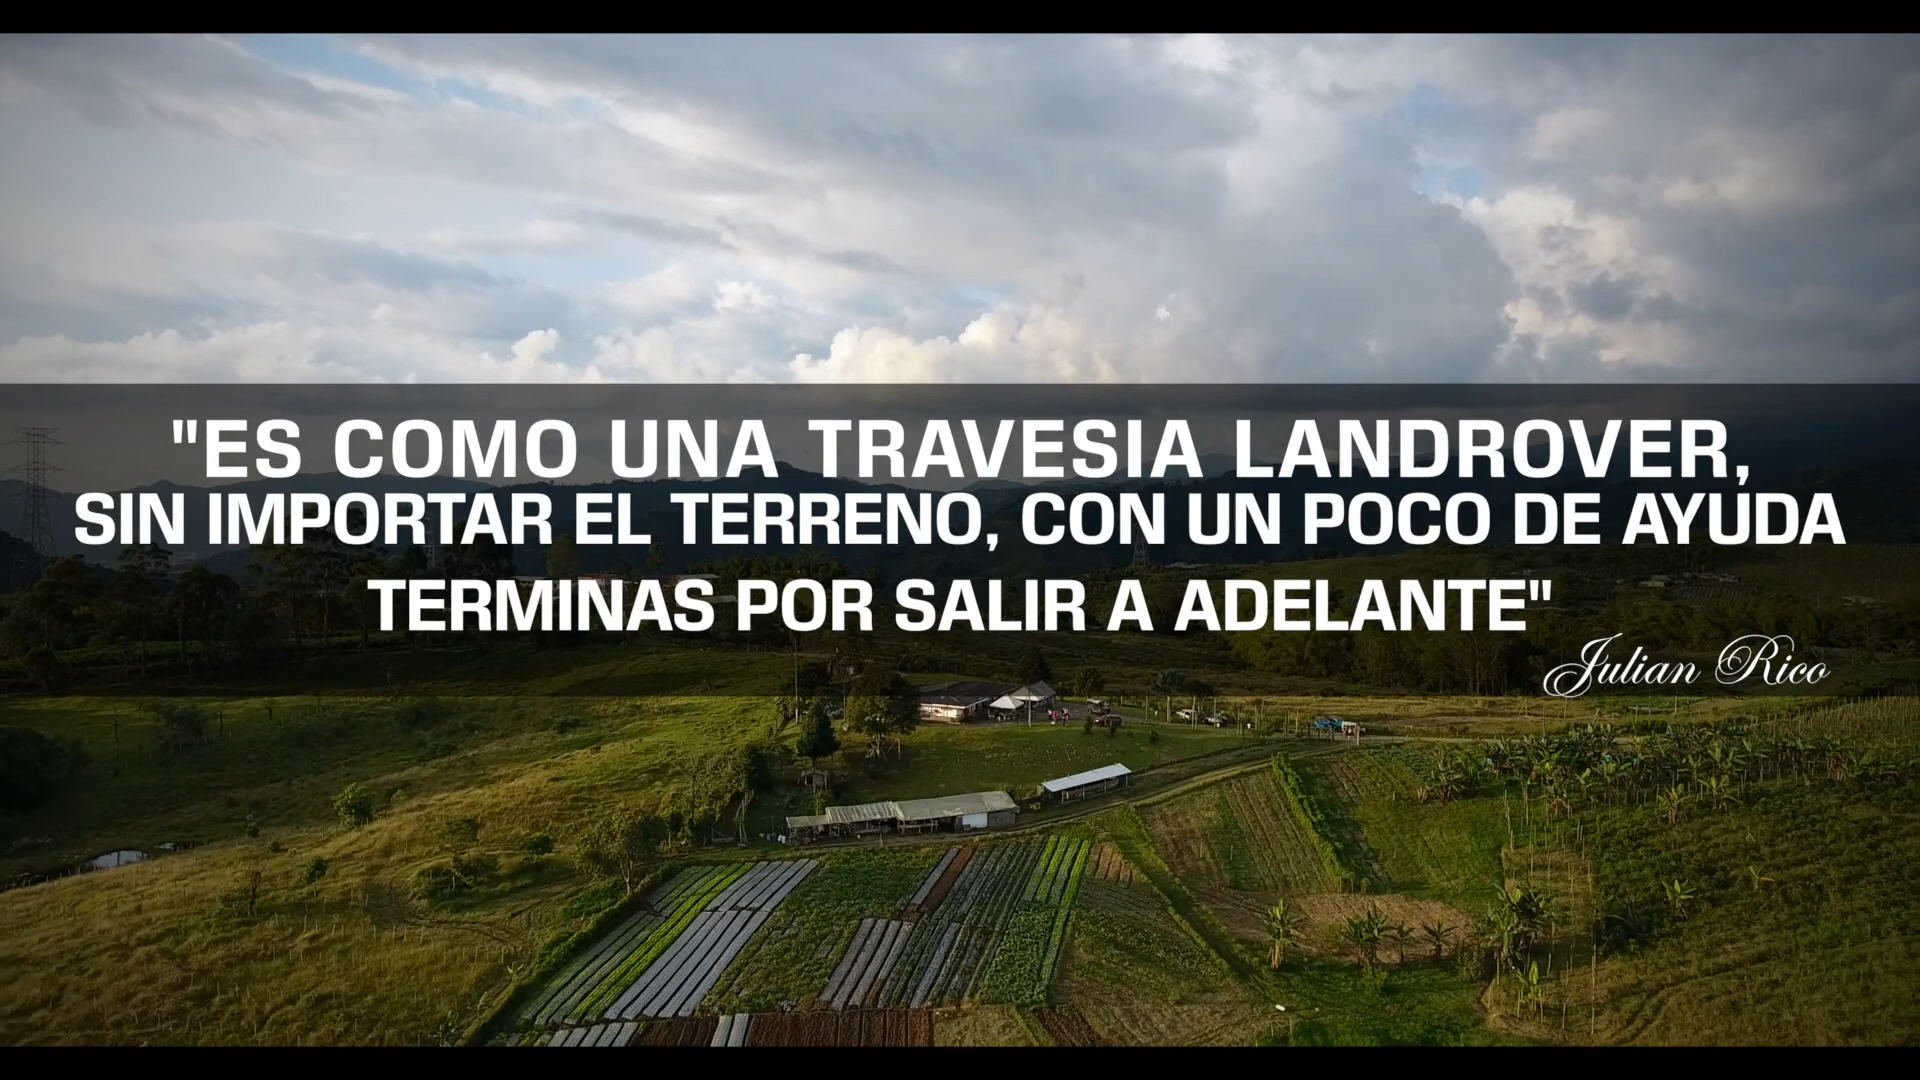 "ES COMO UNA TRAVESIA LANDROVER,
SIN IMPORTAR EL TERRENO, CON UN POCO DE AYUDA
TERMINAS POR SALIR A ADELANTE"
Julian Rico